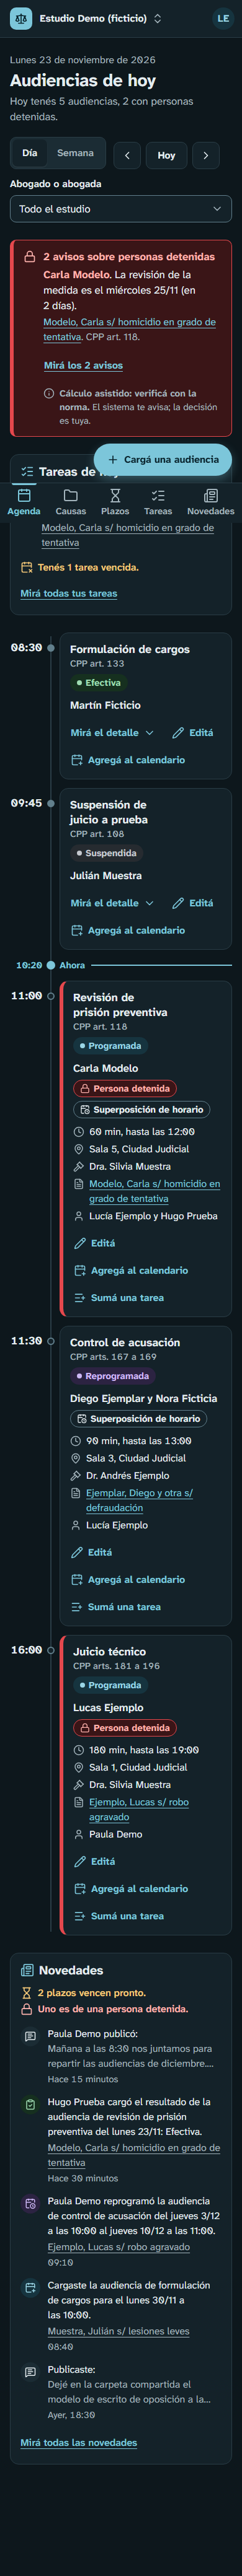 Estudio Demo (ficticio)
LE
Lunes 23 de noviembre de 2026
Audiencias de hoy
Hoy tenés 5 audiencias, 2 con personas
detenidas.
Día
Semana
Hoy
Abogado o abogada
Todo el estudio
2 avisos sobre personas detenidas
Carla Modelo. La revisión de la
medida es el miércoles 25/11 (en
2 días).
Modelo, Carla s/ homicidio en grado de
tentativa. CPP art. 118.
Mirá los 2 avisos
Cálculo asistido: verificá con la
norma. El sistema te avisa; la decisión
es tuya.
Cargá una audiencia
Tareas de
Agenda
Causas
Plazos
Tareas
Novedades
Modelo, Carla s/ homicidio en grado de
tentativa
Tenés 1 tarea vencida.
Mirá todas tus tareas
08:30
Formulación de cargos
CPP art. 133
Efectiva
Martín Ficticio
Mirá el detalle
Editá
Agregá al calendario
09:45
Suspensión de
juicio a prueba
CPP art. 108
Suspendida
Julián Muestra
Mirá el detalle
Editá
Agregá al calendario
10:20
Ahora
11:00
Revisión de
prisión preventiva
CPP art. 118
Programada
Carla Modelo
Persona detenida
Superposición de horario
60 min, hasta las 12:00
Sala 5, Ciudad Judicial
Dra. Silvia Muestra
Modelo, Carla s/ homicidio en
grado de tentativa
Lucía Ejemplo y Hugo Prueba
Editá
Agregá al calendario
Sumá una tarea
11:30
Control de acusación
CPP arts. 167 a 169
Reprogramada
Diego Ejemplar y Nora Ficticia
Superposición de horario
90 min, hasta las 13:00
Sala 3, Ciudad Judicial
Dr. Andrés Ejemplo
Ejemplar, Diego y otra s/
defraudación
Lucía Ejemplo
Editá
Agregá al calendario
Sumá una tarea
16:00
Juicio técnico
CPP arts. 181 a 196
Programada
Lucas Ejemplo
Persona detenida
180 min, hasta las 19:00
Sala 1, Ciudad Judicial
Dra. Silvia Muestra
Ejemplo, Lucas s/ robo
agravado
Paula Demo
Editá
Agregá al calendario
Sumá una tarea
Novedades
2 plazos vencen pronto.
Uno es de una persona detenida.
Paula Demo publicó:
Mañana a las 8:30 nos juntamos para
repartir las audiencias de diciembre....
Hace 15 minutos
Hugo Prueba cargó el resultado de la
audiencia de revisión de prisión
preventiva del lunes 23/11: Efectiva.
Modelo, Carla s/ homicidio en grado de
tentativa
Hace 30 minutos
Paula Demo reprogramó la audiencia
de control de acusación del jueves 3/12
a las 10:00 al jueves 10/12 a las 11:00.
Ejemplo, Lucas s/ robo agravado
09:10
Cargaste la audiencia de formulación
de cargos para el lunes 30/11 a
las 10:00.
Muestra, Julián s/ lesiones leves
08:40
Publicaste:
Dejé en la carpeta compartida el
modelo de escrito de oposición a la...
Ayer, 18:30
Mirá todas las novedades